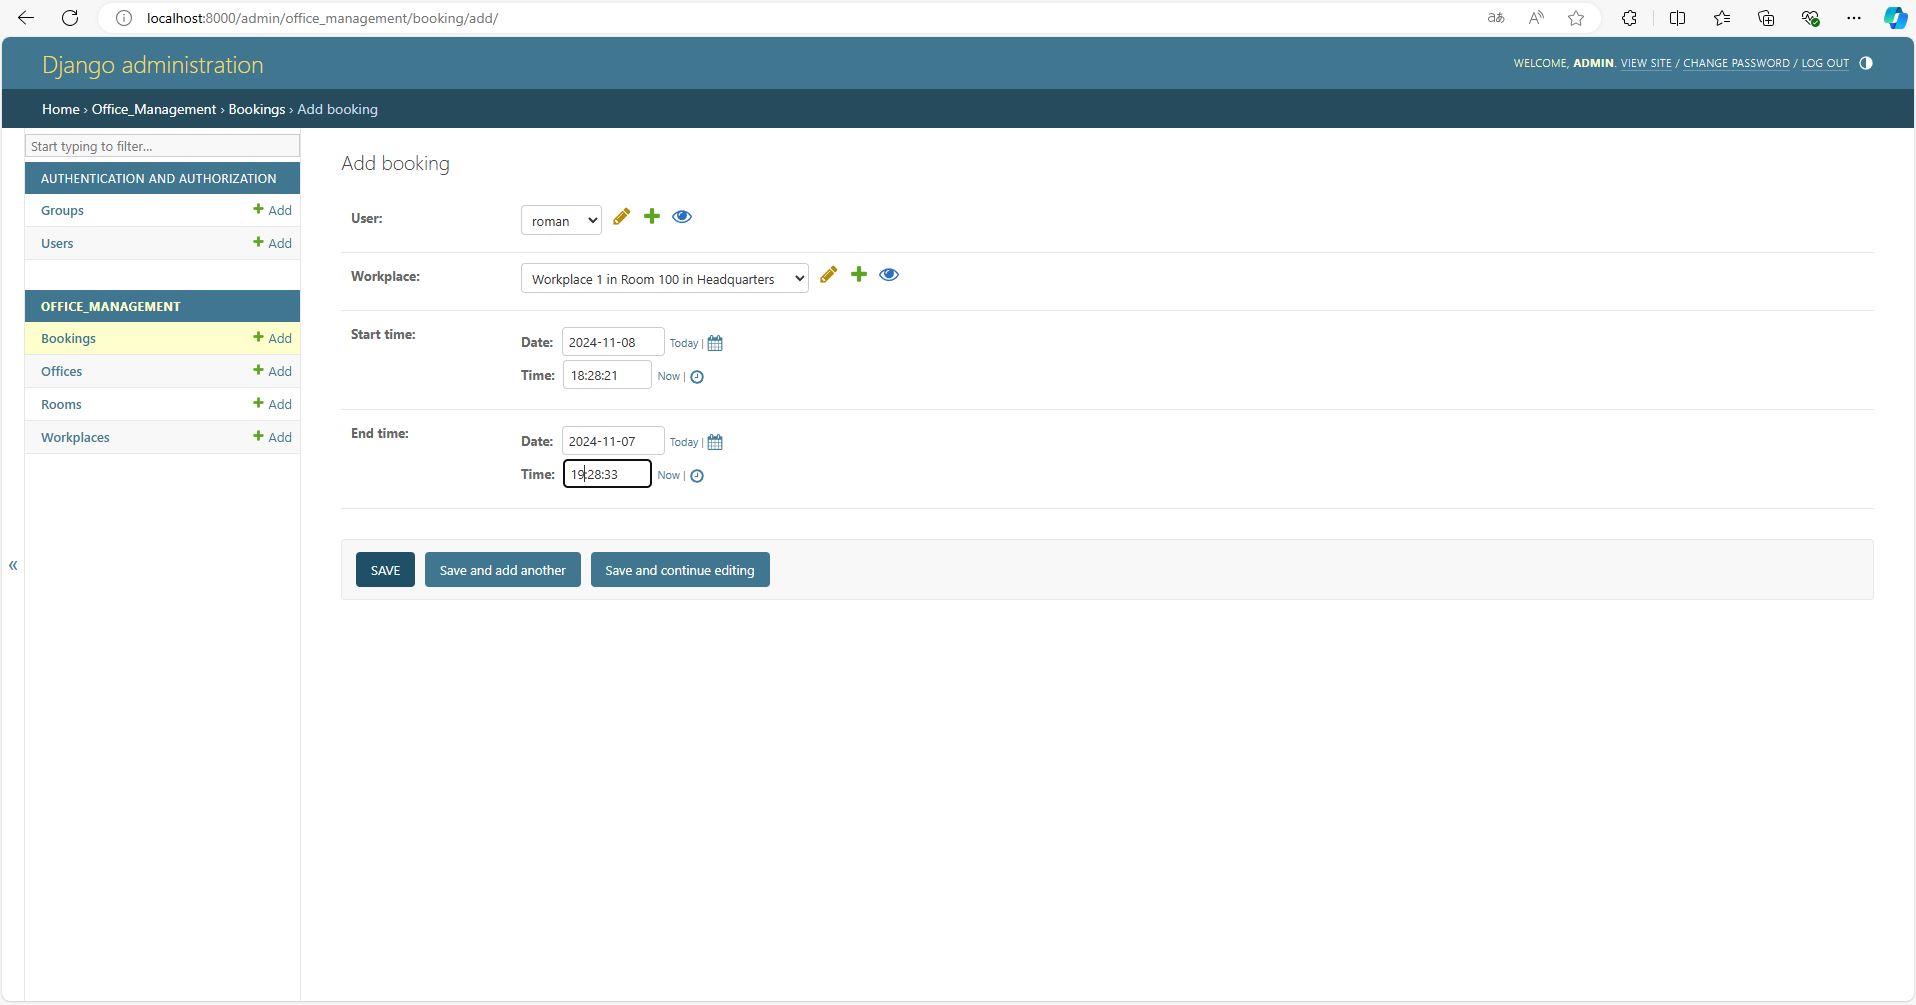 localhost:8000/admin/office_management/booking/add/
Django administration
WELCOME, ADMIN. VIEW SITE / CHANGE PASSWORD / LOG OUT
Home › Office_Management › Bookings › Add booking
Start typing to filter...
AUTHENTICATION AND AUTHORIZATION
Groups + Add
Users + Add
OFFICE_MANAGEMENT
Bookings + Add
Offices + Add
Rooms + Add
Workplaces + Add
«
Add booking
User: roman
Workplace: Workplace 1 in Room 100 in Headquarters
Start time: Date: 2024-11-08 Today |
Time: 18:28:21 Now |
End time: Date: 2024-11-07 Today |
Time: 19:28:33 Now |
SAVE Save and add another Save and continue editing